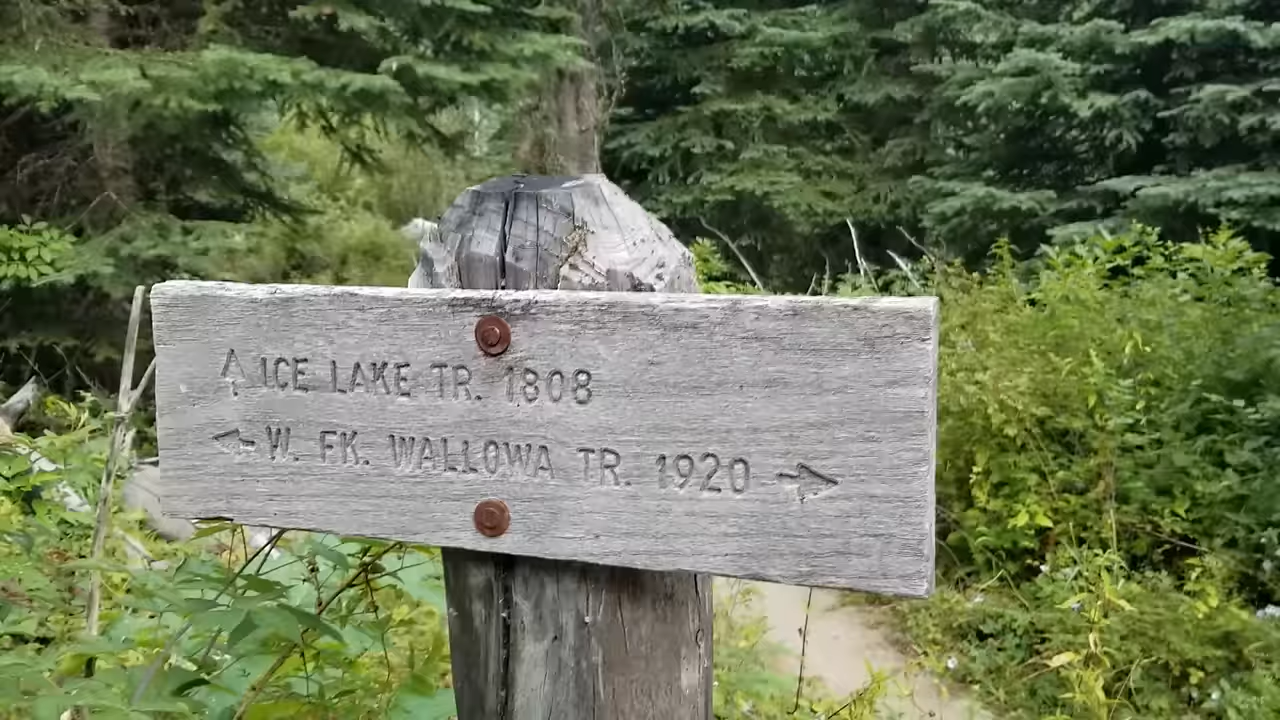 ↑ ICE LAKE TR. 1808
← W. FK. WALLOWA TR. 1920 →